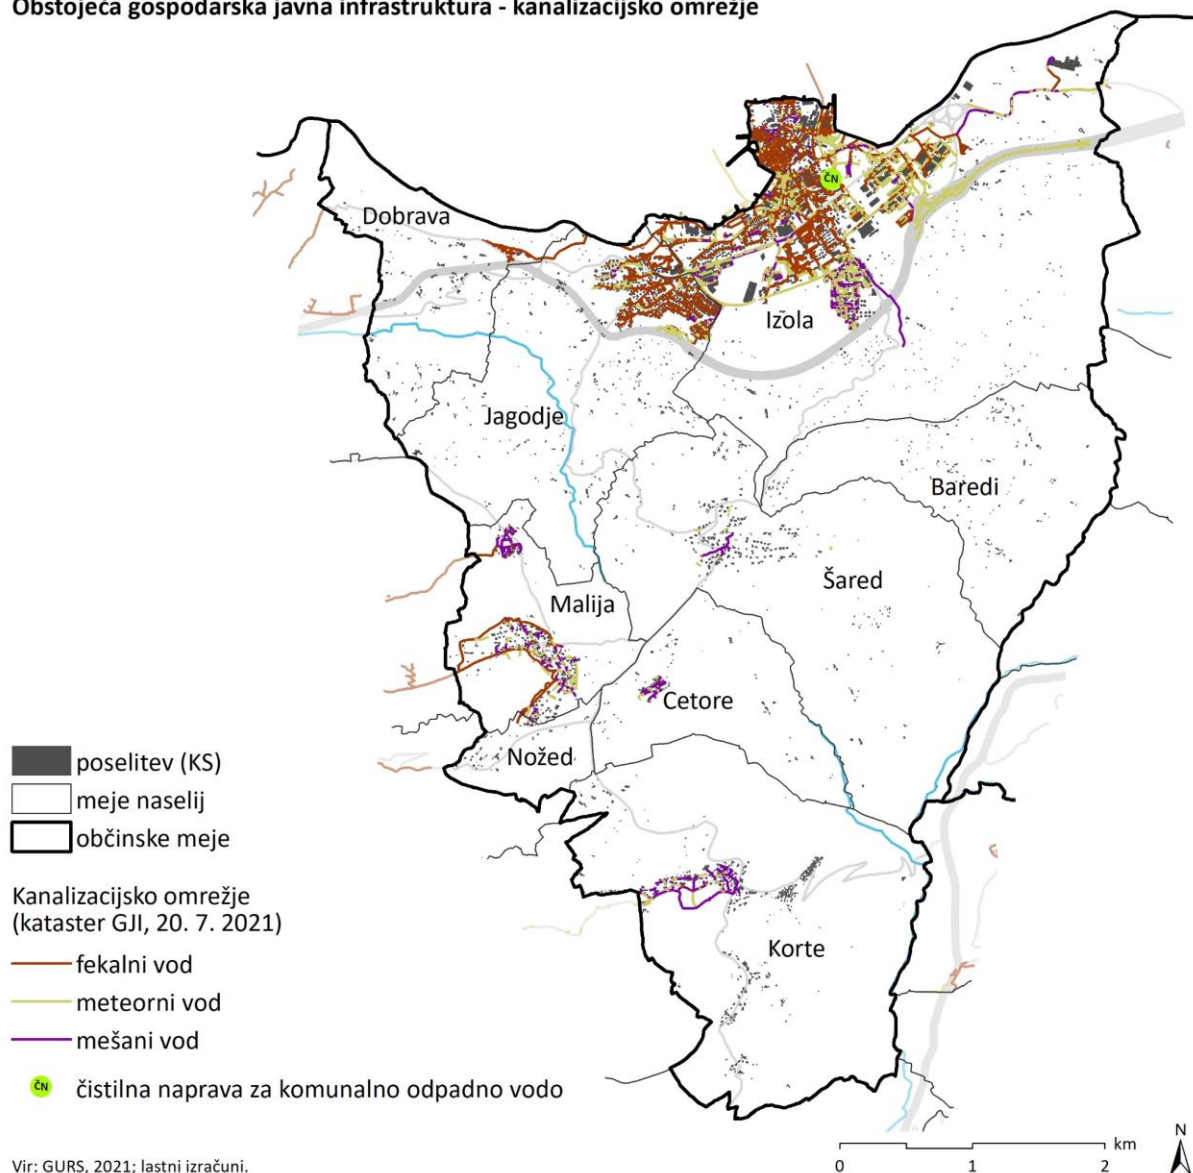 Obstoječa gospodarska javna infrastruktura - kanalizacijsko omrežje
ČN
Dobrava
Izola
Jagodje
Baredi
Šared
Malija
Cetore
Nožed
Korte
poselitev (KS)
meje naselij
občinske meje
Kanalizacijsko omrežje
(kataster GJI, 20. 7. 2021)
fekalni vod
meteorni vod
mešani vod
ČN čistilna naprava za komunalno odpadno vodo
Vir: GURS, 2021; lastni izračuni.
km
0 1 2
N